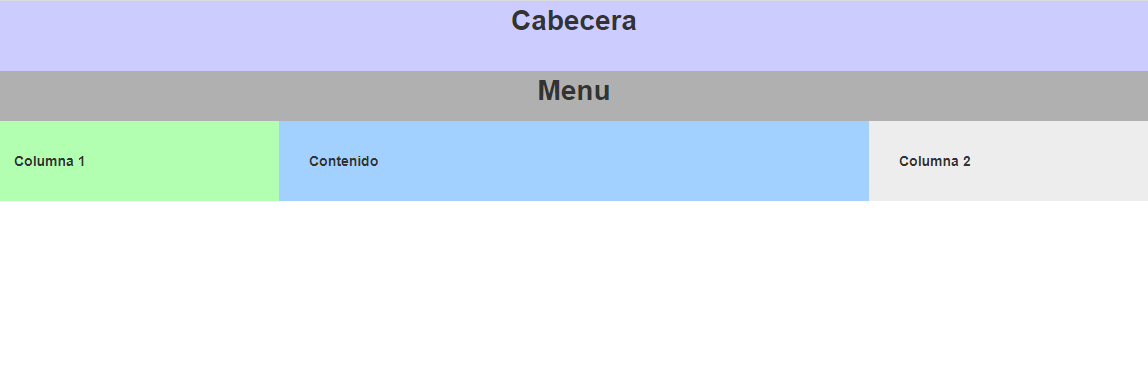 Cabecera
Menu
Columna 1
Contenido
Columna 2